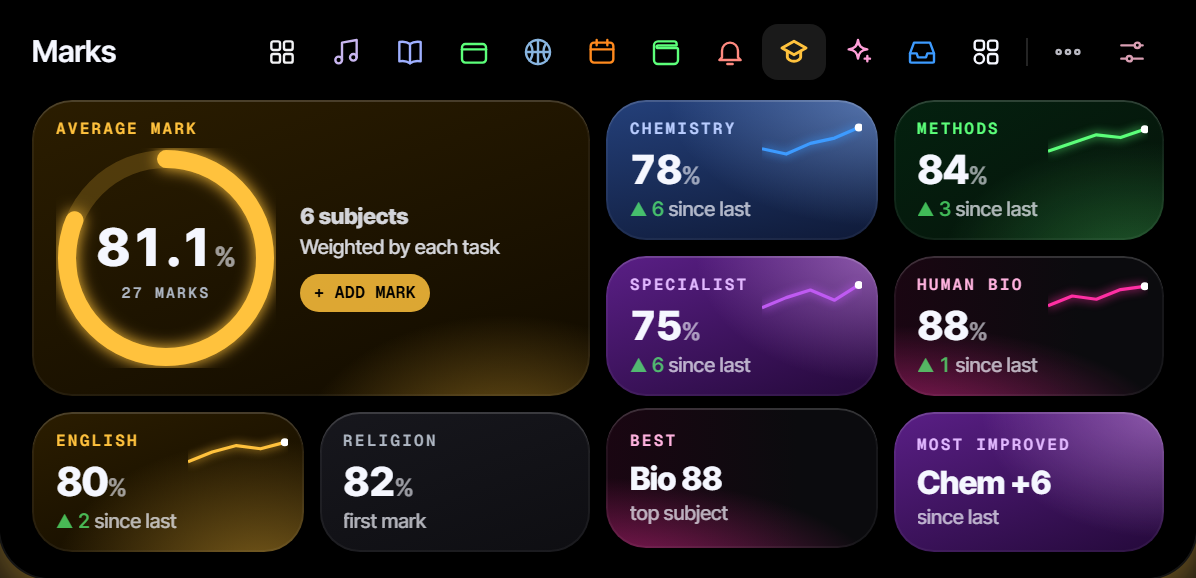 Marks
AVERAGE MARK
81.1%
27 MARKS
6 subjects
Weighted by each task
+ ADD MARK
CHEMISTRY
78%
▲ 6 since last
METHODS
84%
▲ 3 since last
SPECIALIST
75%
▲ 6 since last
HUMAN BIO
88%
▲ 1 since last
ENGLISH
80%
▲ 2 since last
RELIGION
82%
first mark
BEST
Bio 88
top subject
MOST IMPROVED
Chem +6
since last